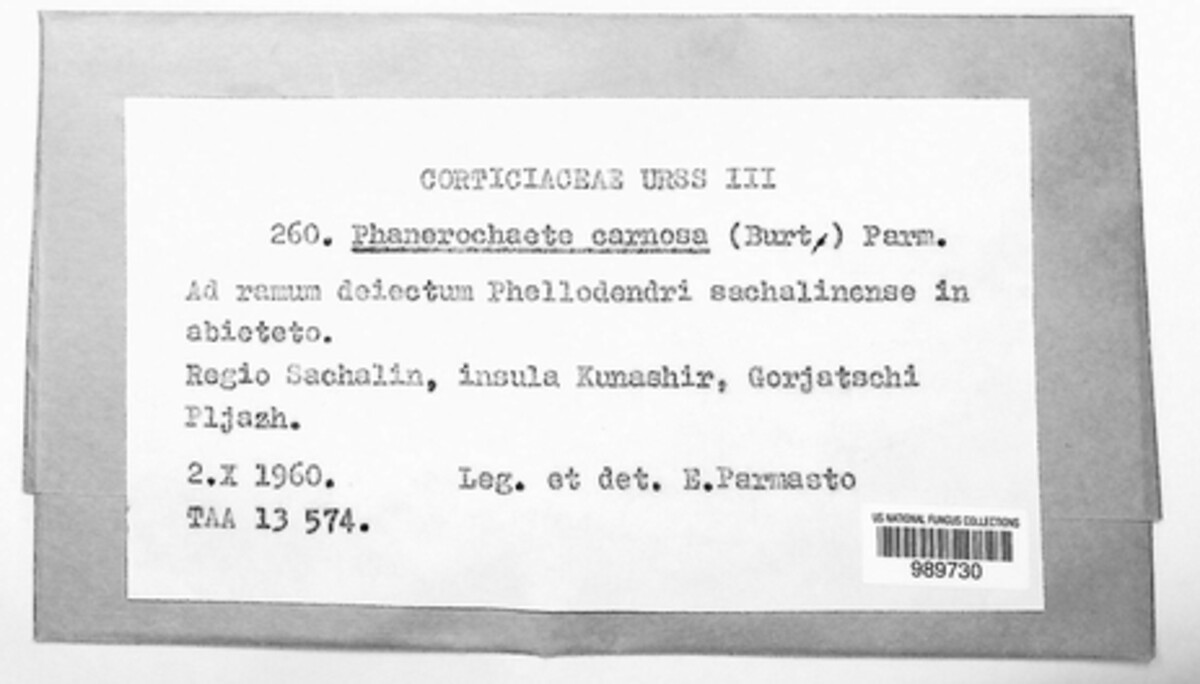 CORTICIACEAE URSS III
260. Phanerochaete carnosa (Burt,) Parm.
Ad ramum deiectum Phellodendri sachalinense in
abieteto.
Regio Sachalin, insula Kunashir, Gorjatschi
Pljazh.
2.X 1960. Leg. et det. E.Parmasto
TAA 13 574.
US NATIONAL FUNGUS COLLECTIONS
989730